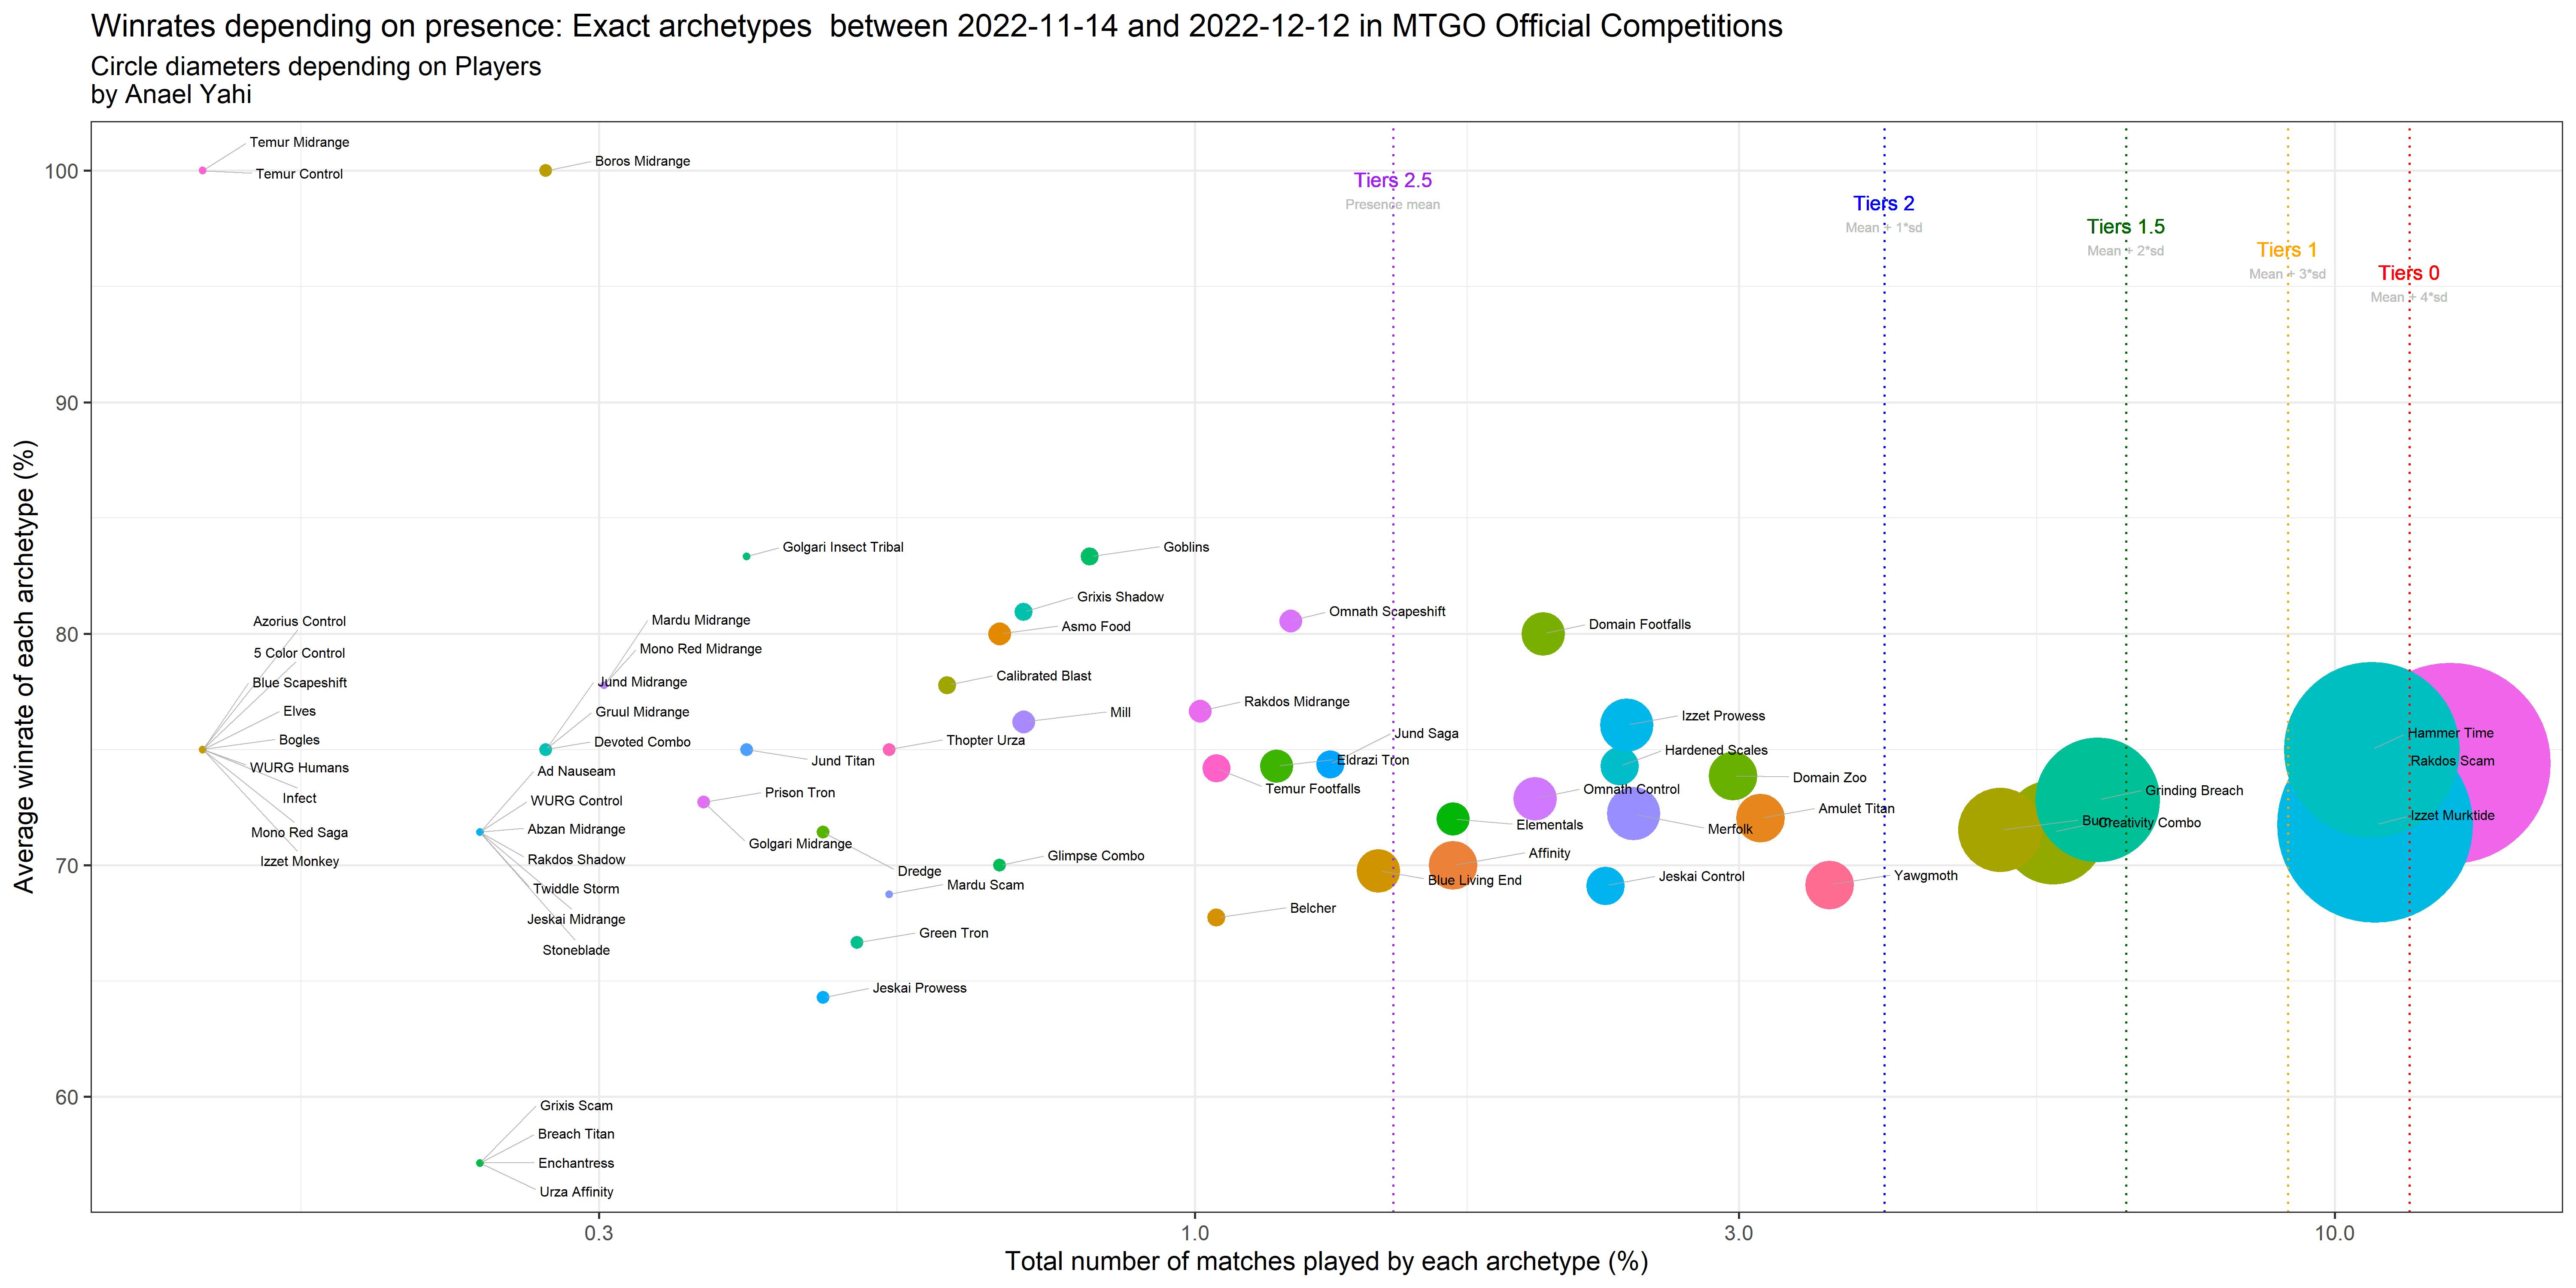 Winrates depending on presence: Exact archetypes  between 2022-11-14 and 2022-12-12 in MTGO Official Competitions
Circle diameters depending on Players
by Anael Yahi
Average winrate of each archetype (%)
100
90
80
70
60
Temur Midrange
Temur Control
Boros Midrange
Tiers 2.5
Presence mean
Tiers 2
Mean + 1*sd
Tiers 1.5
Mean + 2*sd
Tiers 1
Mean + 3*sd
Tiers 0
Mean + 4*sd
Golgari Insect Tribal
Goblins
Grixis Shadow
Asmo Food
Omnath Scapeshift
Domain Footfalls
Azorius Control
5 Color Control
Blue Scapeshift
Elves
Bogles
WURG Humans
Infect
Mono Red Saga
Izzet Monkey
Mardu Midrange
Mono Red Midrange
Jund Midrange
Gruul Midrange
Devoted Combo
Ad Nauseam
WURG Control
Abzan Midrange
Rakdos Shadow
Twiddle Storm
Jeskai Midrange
Stoneblade
Calibrated Blast
Mill
Rakdos Midrange
Thopter Urza
Jund Titan
Jund Saga
Eldrazi Tron
Temur Footfalls
Izzet Prowess
Hardened Scales
Domain Zoo
Omnath Control
Amulet Titan
Merfolk
Elementals
Affinity
Blue Living End
Jeskai Control
Yawgmoth
Hammer Time
Rakdos Scam
Grinding Breach
Burn
Creativity Combo
Izzet Murktide
Prison Tron
Golgari Midrange
Dredge
Glimpse Combo
Mardu Scam
Belcher
Green Tron
Jeskai Prowess
Grixis Scam
Breach Titan
Enchantress
Urza Affinity
0.3
1.0
3.0
10.0
Total number of matches played by each archetype (%)